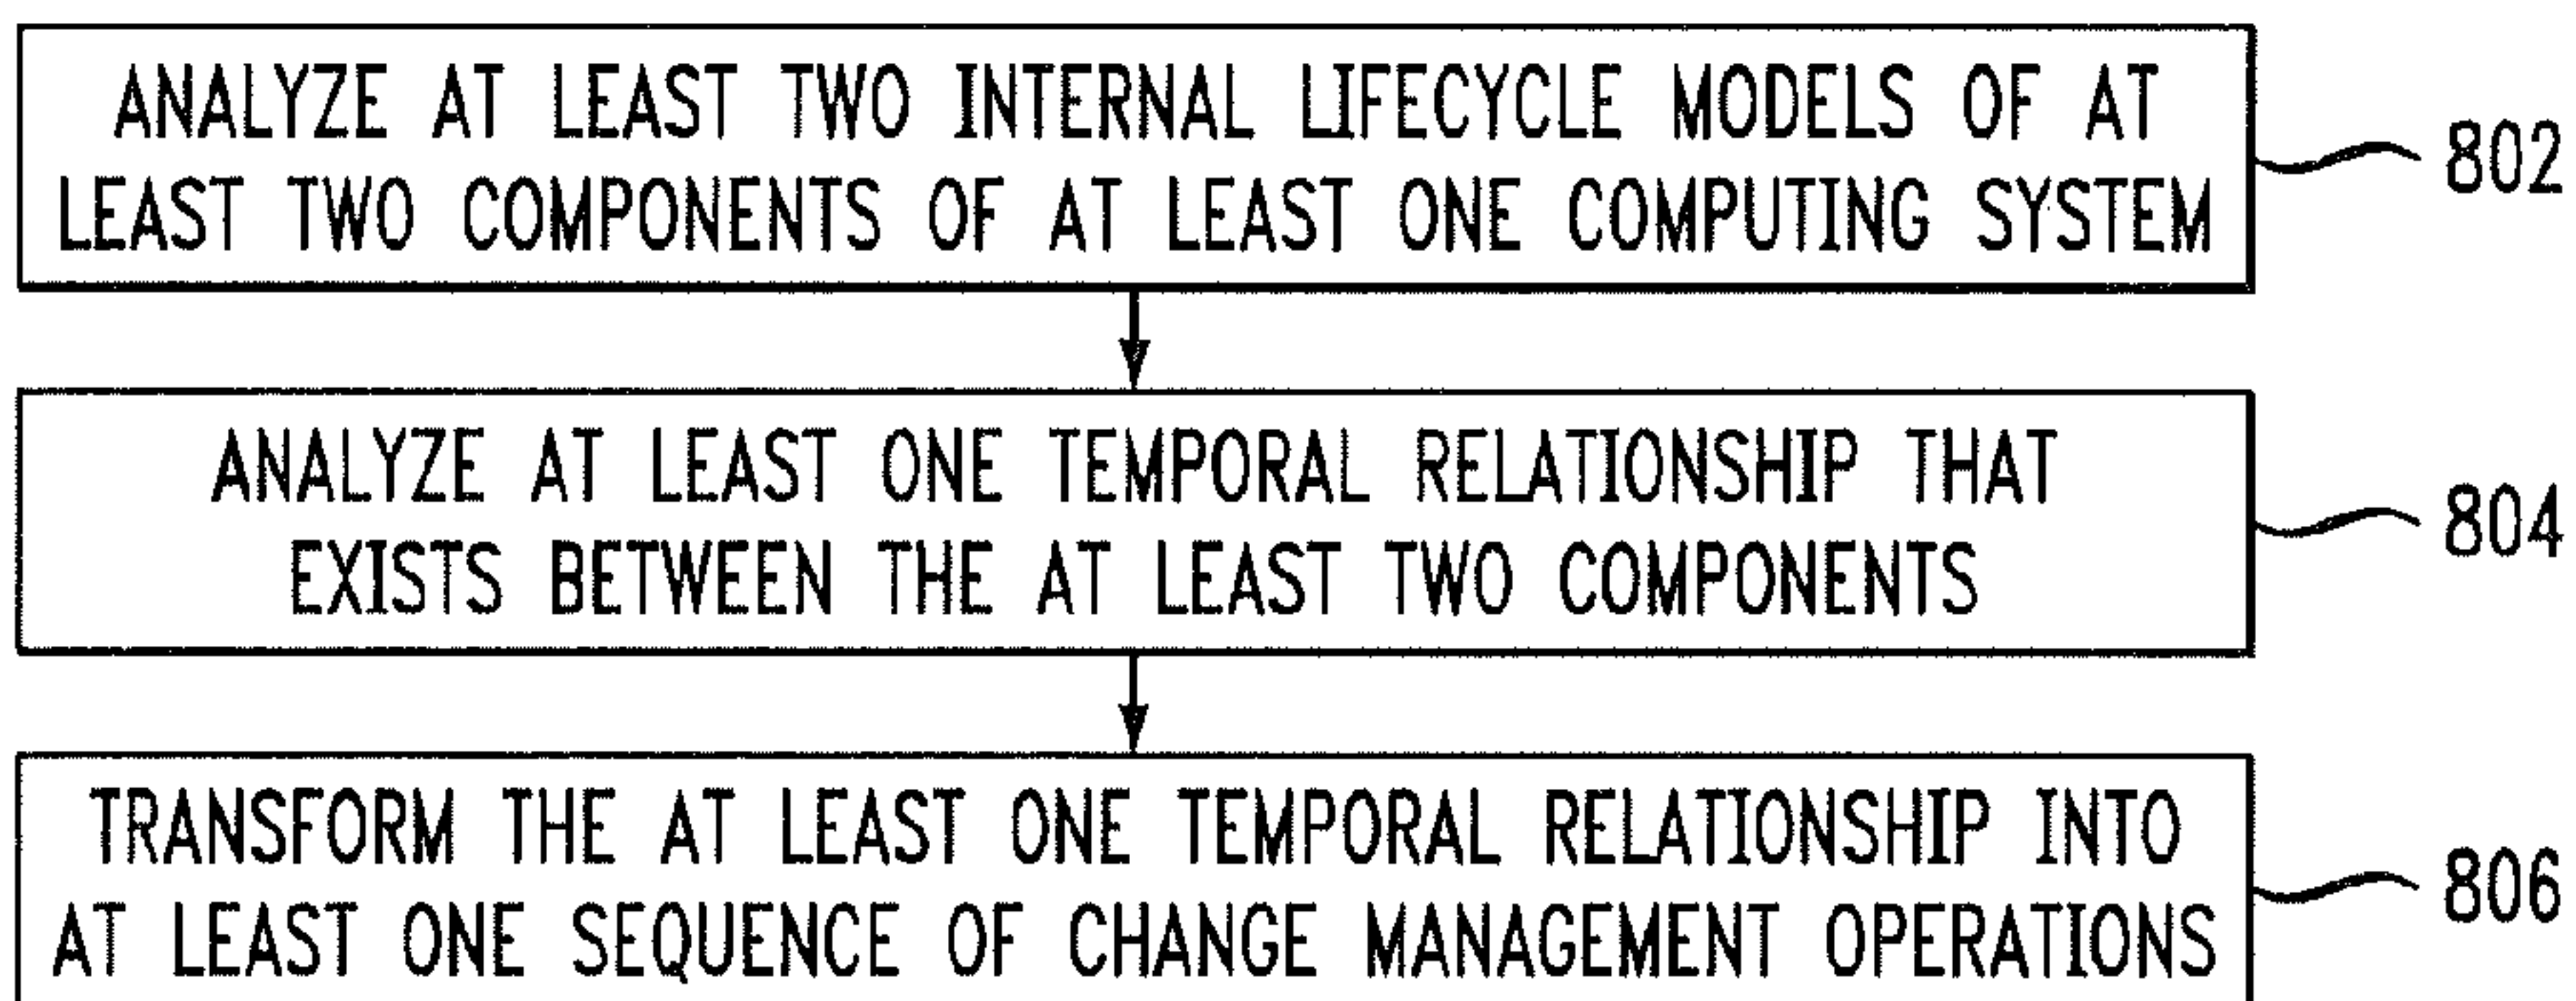 ANALYZE AT LEAST TWO INTERNAL LIFECYCLE MODELS OF AT
LEAST TWO COMPONENTS OF AT LEAST ONE COMPUTING SYSTEM
802
ANALYZE AT LEAST ONE TEMPORAL RELATIONSHIP THAT
EXISTS BETWEEN THE AT LEAST TWO COMPONENTS
804
TRANSFORM THE AT LEAST ONE TEMPORAL RELATIONSHIP INTO
AT LEAST ONE SEQUENCE OF CHANGE MANAGEMENT OPERATIONS
806